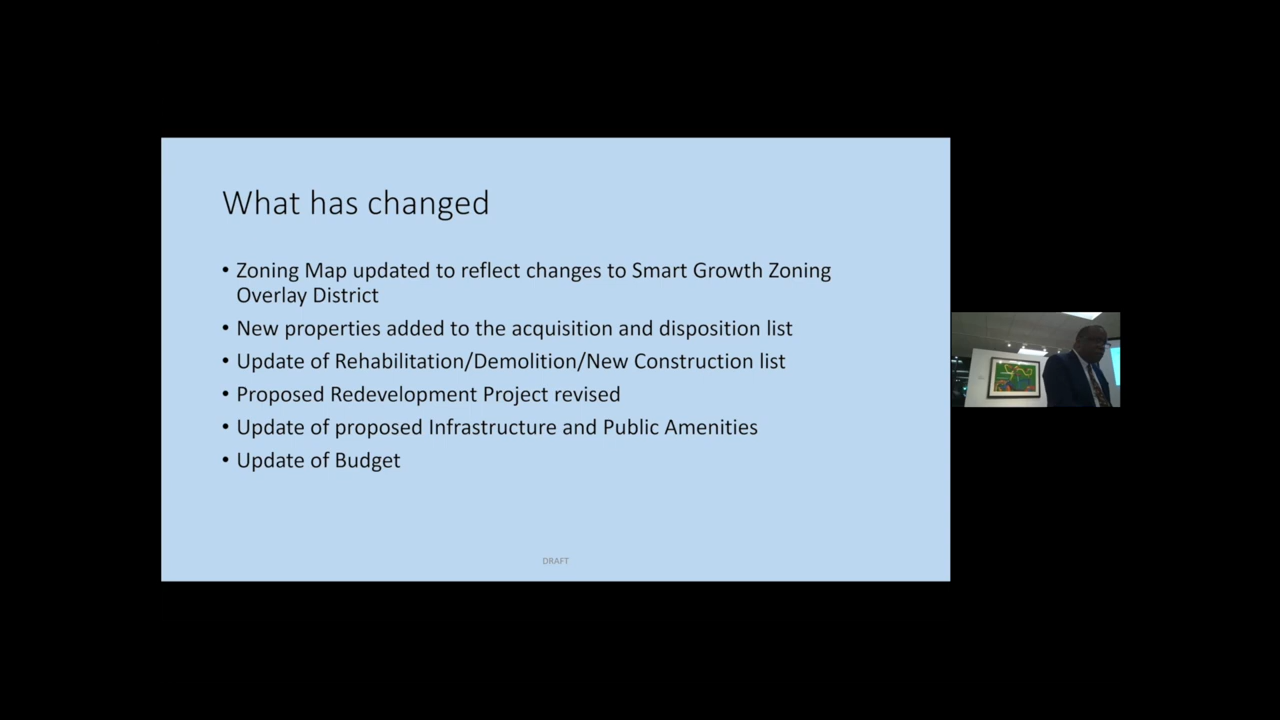 What has changed
• Zoning Map updated to reflect changes to Smart Growth Zoning
Overlay District
• New properties added to the acquisition and disposition list
• Update of Rehabilitation/Demolition/New Construction list
• Proposed Redevelopment Project revised
• Update of proposed Infrastructure and Public Amenities
• Update of Budget
DRAFT